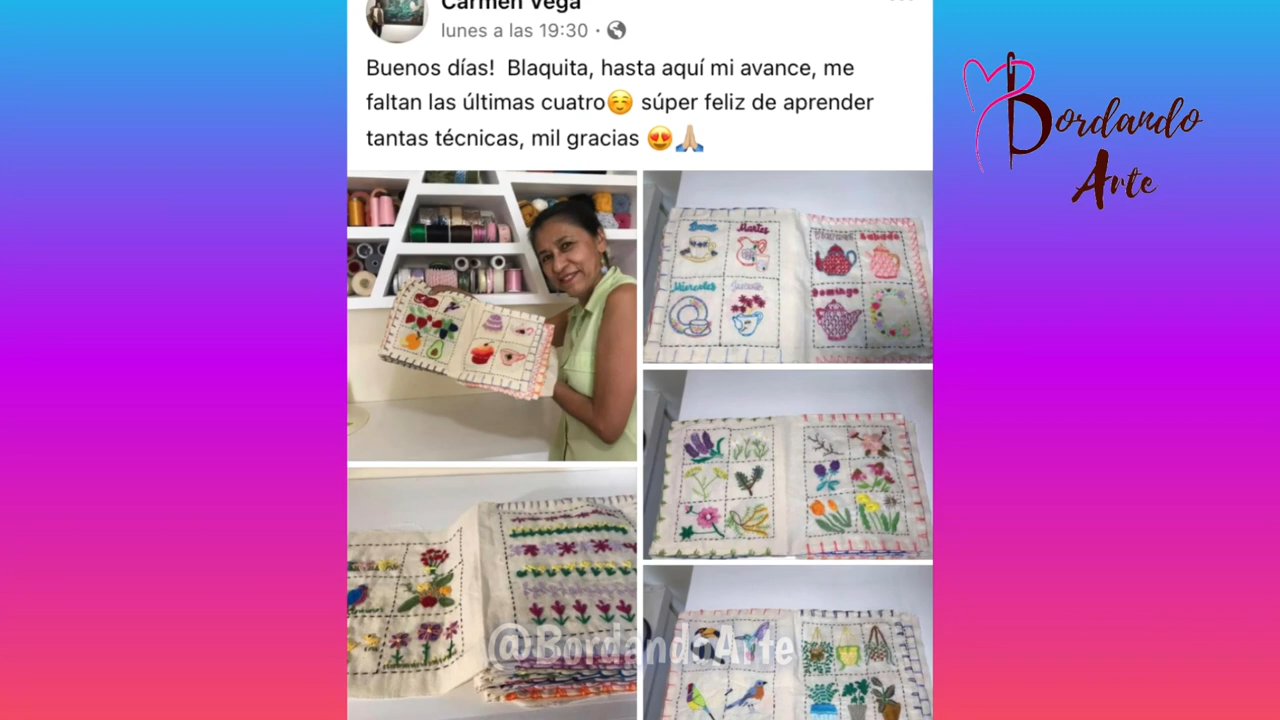 Carmen Vega
lunes a las 19:30 ·
Buenos días! Blaquita, hasta aquí mi avance, me
faltan las últimas cuatro☺️ súper feliz de aprender
tantas técnicas, mil gracias 😍🙏🏼
Bordando
Arte
Martes
Sabado
Miercoles
Domingo
@BordandoArte